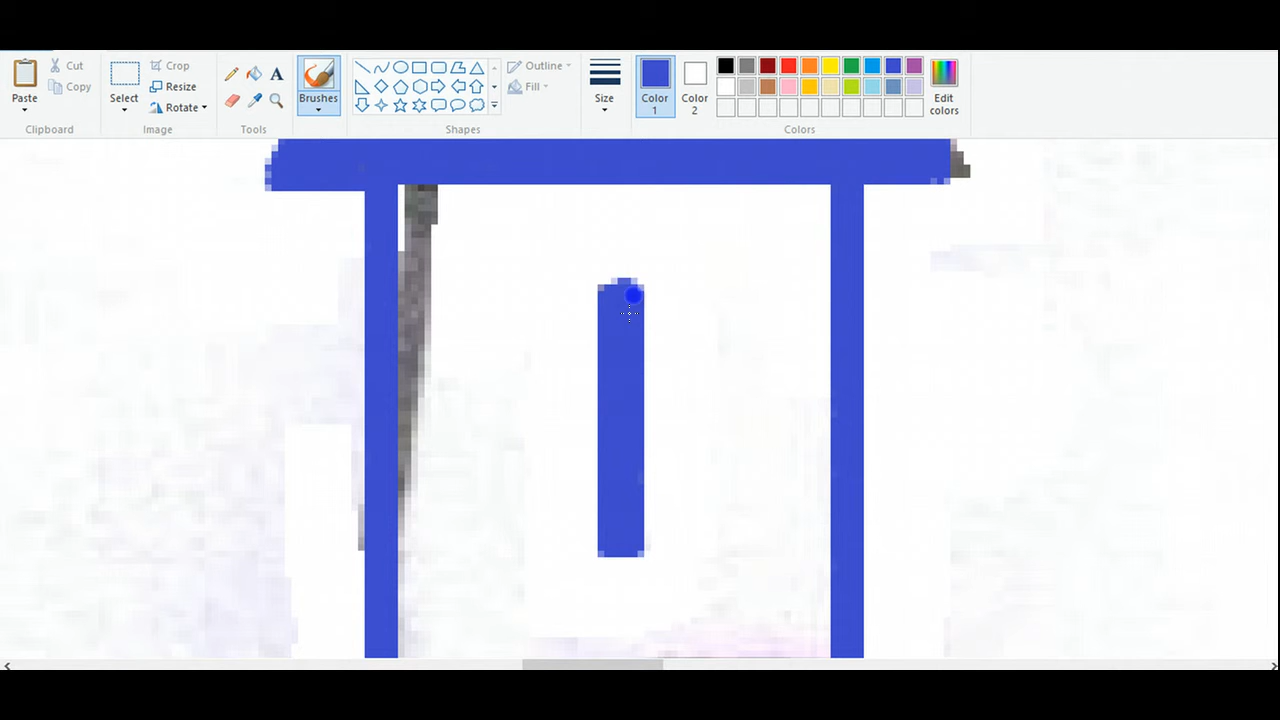 Paste
Cut
Copy
Clipboard
Select
Crop
Resize
Rotate
Image
A
Tools
Brushes
Outline
Fill
Shapes
Size
Color
1
Color
2
Edit
colors
Colors